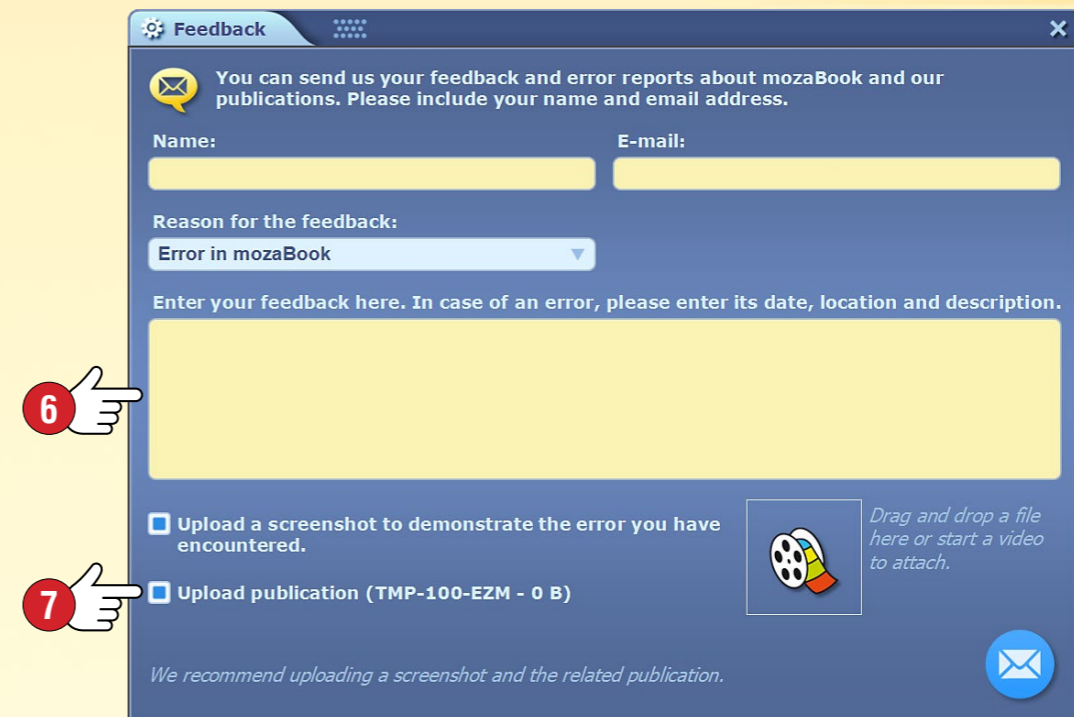 Feedback
You can send us your feedback and error reports about mozaBook and our
publications. Please include your name and email address.
Name:
E-mail:
Reason for the feedback:
Error in mozaBook
Enter your feedback here. In case of an error, please enter its date, location and description.
6
Upload a screenshot to demonstrate the error you have
encountered.
Drag and drop a file
here or start a video
to attach.
7
Upload publication (TMP-100-EZM - 0 B)
We recommend uploading a screenshot and the related publication.